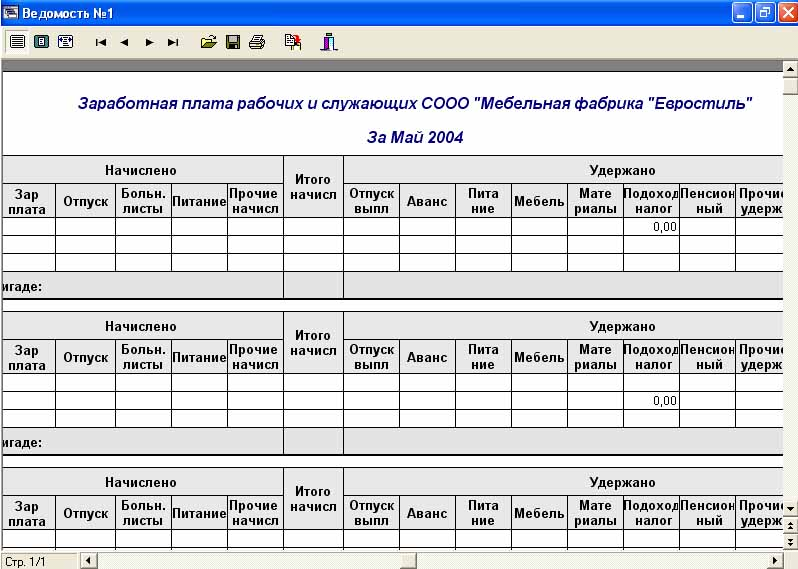 Ведомость №1
Заработная плата рабочих и служающих СООО "Мебельная фабрика "Евростиль"
За Май 2004
Начислено Итого начисл Удержано
Зар плата Отпуск Больн. листы Питание Прочие начисл Отпуск выпл Аванс Пита ние Мебель Мате риалы Подоход налог Пенсион ный Прочие удерж
0,00
игаде:
Начислено Итого начисл Удержано
Зар плата Отпуск Больн. листы Питание Прочие начисл Отпуск выпл Аванс Пита ние Мебель Мате риалы Подоход налог Пенсион ный Прочие удерж
0,00
игаде:
Начислено Итого начисл Удержано
Зар плата Отпуск Больн. листы Питание Прочие начисл Отпуск выпл Аванс Пита ние Мебель Мате риалы Подоход налог Пенсион ный Прочие удерж
Стр. 1/1